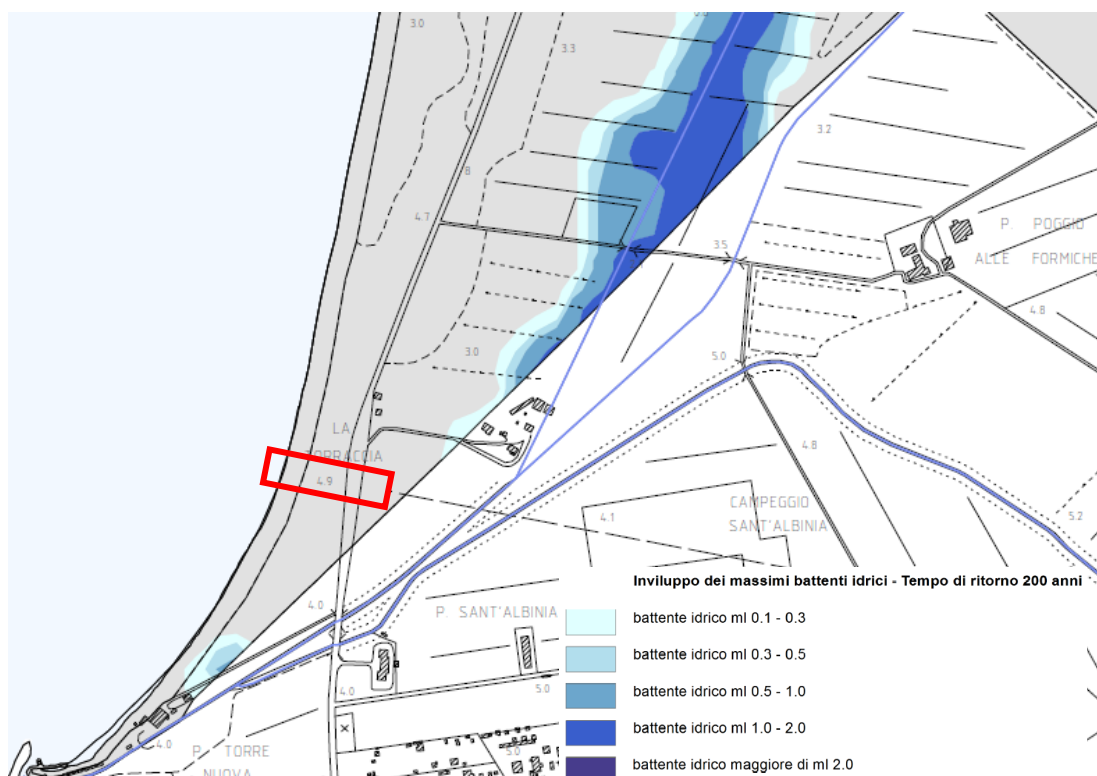 3.0
3.3
3.2
8
4.7
3.5
P. POGGIO
ALLE FORMICHE
4.8
3.0
5.0
LA
TORRACCIA
4.9
4.8
CAMPEGGIO
SANT'ALBINIA
4.1
5.2
4.0
P. SANT'ALBINIA
4.0
5.0
4.0
P. TORRE
NUOVA
5.0
Inviluppo dei massimi battenti idrici - Tempo di ritorno 200 anni
battente idrico ml 0.1 - 0.3
battente idrico ml 0.3 - 0.5
battente idrico ml 0.5 - 1.0
battente idrico ml 1.0 - 2.0
battente idrico maggiore di ml 2.0